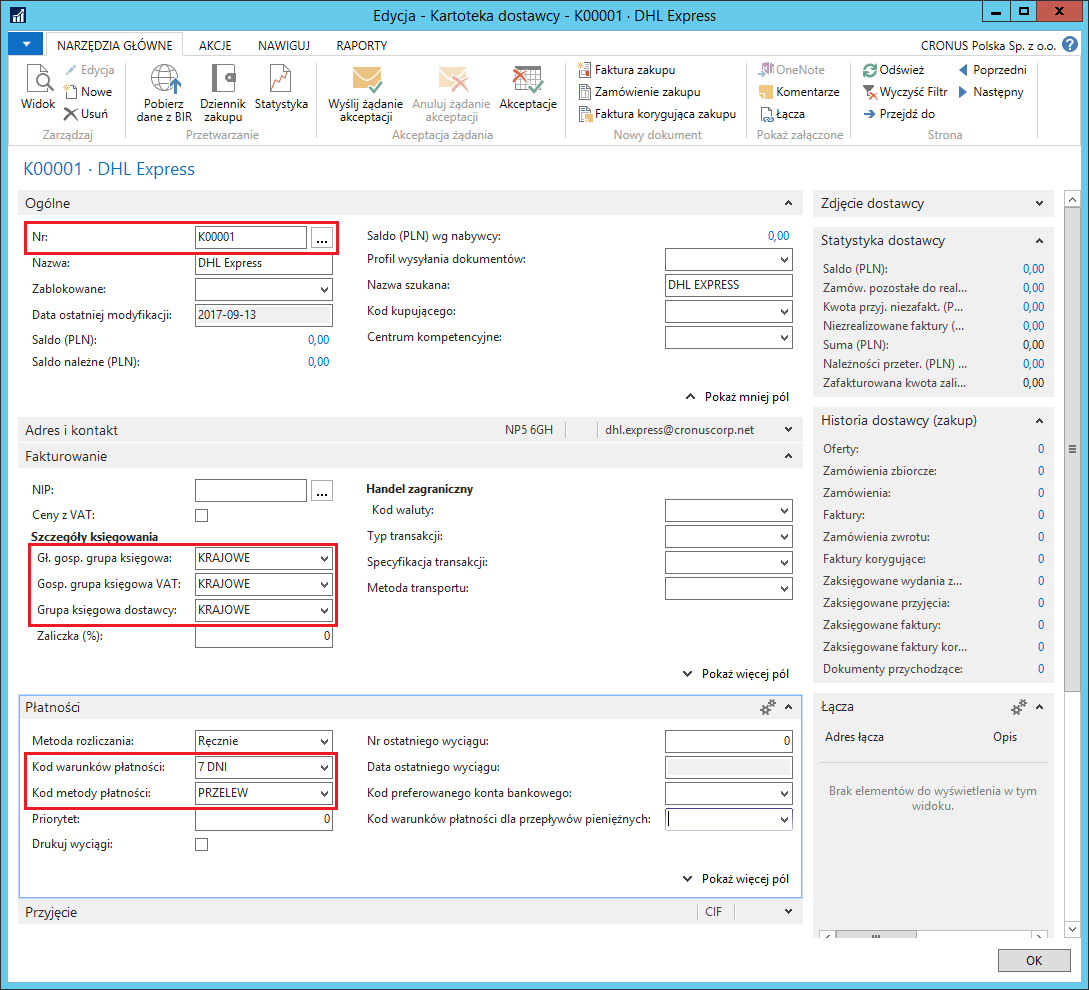 Edycja - Kartoteka dostawcy - K00001 · DHL Express
NARZĘDZIA GŁÓWNE AKCJE NAWIGUJ RAPORTY CRONUS Polska Sp. z o.o.
Widok
Edycja
Nowe
Usuń
Zarządzaj
Pobierz dane z BIR
Dziennik zakupu
Statystyka
Przetwarzanie
Wyślij żądanie akceptacji
Anuluj żądanie akceptacji
Akceptacje
Akceptacja żądania
Faktura zakupu
Zamówienie zakupu
Faktura korygująca zakupu
Nowy dokument
OneNote
Komentarze
Łącza
Pokaż załączone
Odśwież
Wyczyść Filtr
Przejdź do
Poprzedni
Następny
Strona
K00001 · DHL Express
Ogólne
Nr: K00001 ...
Nazwa: DHL Express
Zablokowane:
Data ostatniej modyfikacji: 2017-09-13
Saldo (PLN): 0,00
Saldo należne (PLN): 0,00
Saldo (PLN) wg nabywcy: 0,00
Profil wysyłania dokumentów:
Nazwa szukana: DHL EXPRESS
Kod kupującego:
Centrum kompetencyjne:
Pokaż mniej pól
Adres i kontakt NP5 6GH dhl.express@cronuscorp.net
Fakturowanie
NIP: ...
Ceny z VAT:
Szczegóły księgowania
Gł. gosp. grupa księgowa: KRAJOWE
Gosp. grupa księgowa VAT: KRAJOWE
Grupa księgowa dostawcy: KRAJOWE
Zaliczka (%): 0
Handel zagraniczny
Kod waluty:
Typ transakcji:
Specyfikacja transakcji:
Metoda transportu:
Pokaż więcej pól
Płatności
Metoda rozliczania: Ręcznie
Kod warunków płatności: 7 DNI
Kod metody płatności: PRZELEW
Priorytet: 0
Drukuj wyciągi:
Nr ostatniego wyciągu: 0
Data ostatniego wyciągu:
Kod preferowanego konta bankowego:
Kod warunków płatności dla przepływów pieniężnych:
Pokaż więcej pól
Przyjęcie CIF
Zdjęcie dostawcy
Statystyka dostawcy
Saldo (PLN): 0,00
Zamów. pozostałe do real... 0,00
Kwota przyj. niezafakt. (P... 0,00
Niezrealizowane faktury (... 0,00
Suma (PLN): 0,00
Należności przeter. (PLN) ... 0,00
Zafakturowana kwota zali... 0,00
Historia dostawcy (zakup)
Oferty: 0
Zamówienia zbiorcze: 0
Zamówienia: 0
Faktury: 0
Zamówienia zwrotu: 0
Faktury korygujące: 0
Zaksięgowane wydania z... 0
Zaksięgowane przyjęcia: 0
Zaksięgowane faktury: 0
Zaksięgowane faktury kor... 0
Dokumenty przychodzące: 0
Łącza
Adres łącza Opis
Brak elementów do wyświetlenia w tym
widoku.
OK